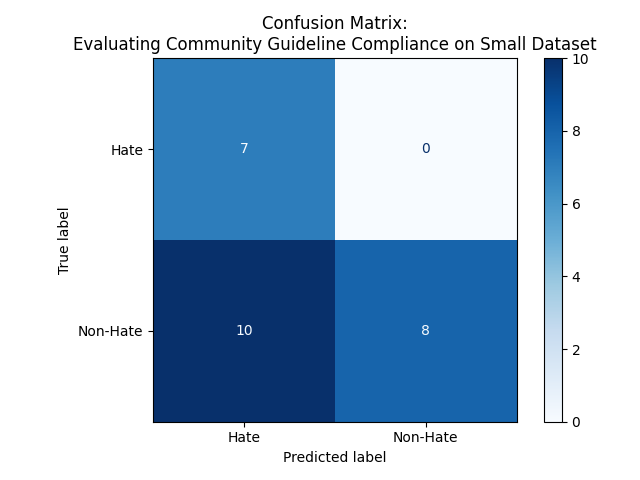 Confusion Matrix:
Evaluating Community Guideline Compliance on Small Dataset
10
8
6
4
2
0
True label
Hate
7
0
Non-Hate
10
8
Hate
Non-Hate
Predicted label